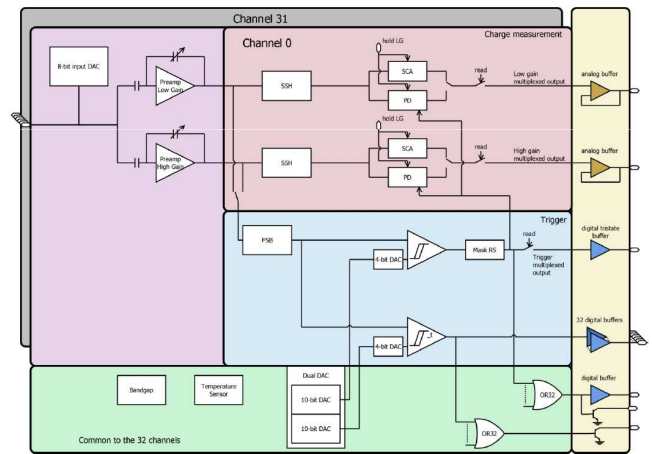 Channel 31
Channel 0
Charge measurement
8-bit input DAC
hold LG
Preamp
Low Gain
SSH
SCA
PD
read
Low gain
multiplexed output
analog buffer
hold LG
Preamp
High Gain
SSH
SCA
PD
read
High gain
multiplexed output
analog buffer
Trigger
FSB
4-bit DAC
Mask RS
read
Trigger
multiplexed
output
digital tristate
buffer
4-bit DAC
32 digital buffers
Bandgap
Temperature
Sensor
Dual DAC
10-bit DAC
10-bit DAC
OR32
digital buffer
OR32
Common to the 32 channels